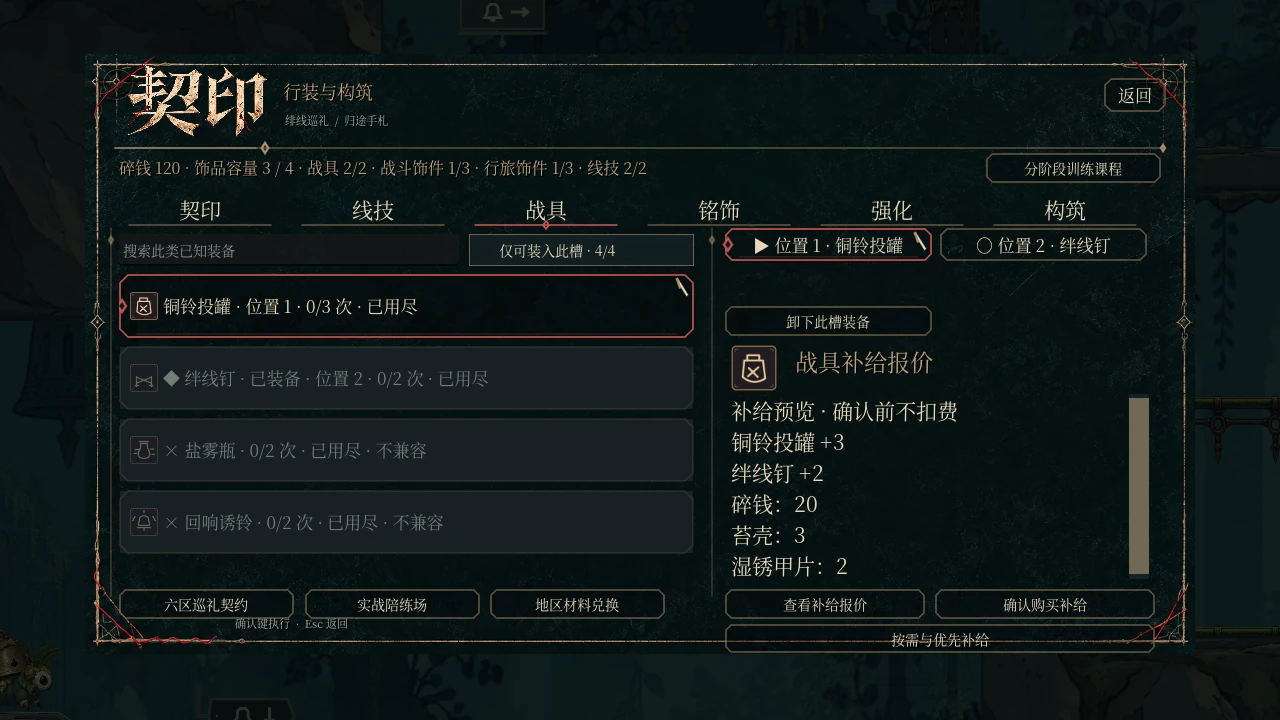 契印
行装与构筑
绯线巡礼 / 归途手札
返回
碎钱 120 · 饰品容量 3 / 4 · 战具 2/2 · 战斗饰件 1/3 · 行旅饰件 1/3 · 线技 2/2
分阶段训练课程
契印 线技 战具 铭饰 强化 构筑
搜索此类已知装备
仅可装入此槽 · 4/4
▶ 位置 1 · 铜铃投罐
○ 位置 2 · 绊线钉
铜铃投罐 · 位置 1 · 0/3 次 · 已用尽
◆ 绊线钉 · 已装备 · 位置 2 · 0/2 次 · 已用尽
× 盐雾瓶 · 0/2 次 · 已用尽 · 不兼容
× 回响诱铃 · 0/2 次 · 已用尽 · 不兼容
卸下此槽装备
战具补给报价
补给预览 · 确认前不扣费
铜铃投罐 +3
绊线钉 +2
碎钱：20
苔壳：3
湿锈甲片：2
六区巡礼契约
实战陪练场
地区材料兑换
查看补给报价
确认购买补给
确认键执行 · Esc 返回
按需与优先补给